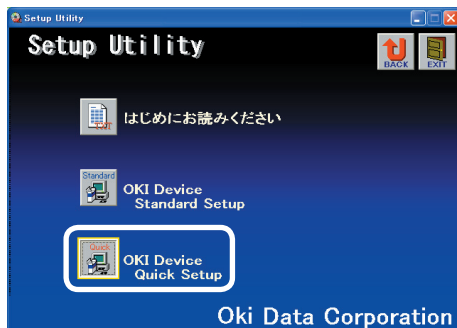 Setup Utility
Setup Utility
BACK
EXIT
TXT
はじめにお読みください
Standard
OKI Device
Standard Setup
Quick
OKI Device
Quick Setup
Oki Data Corporation